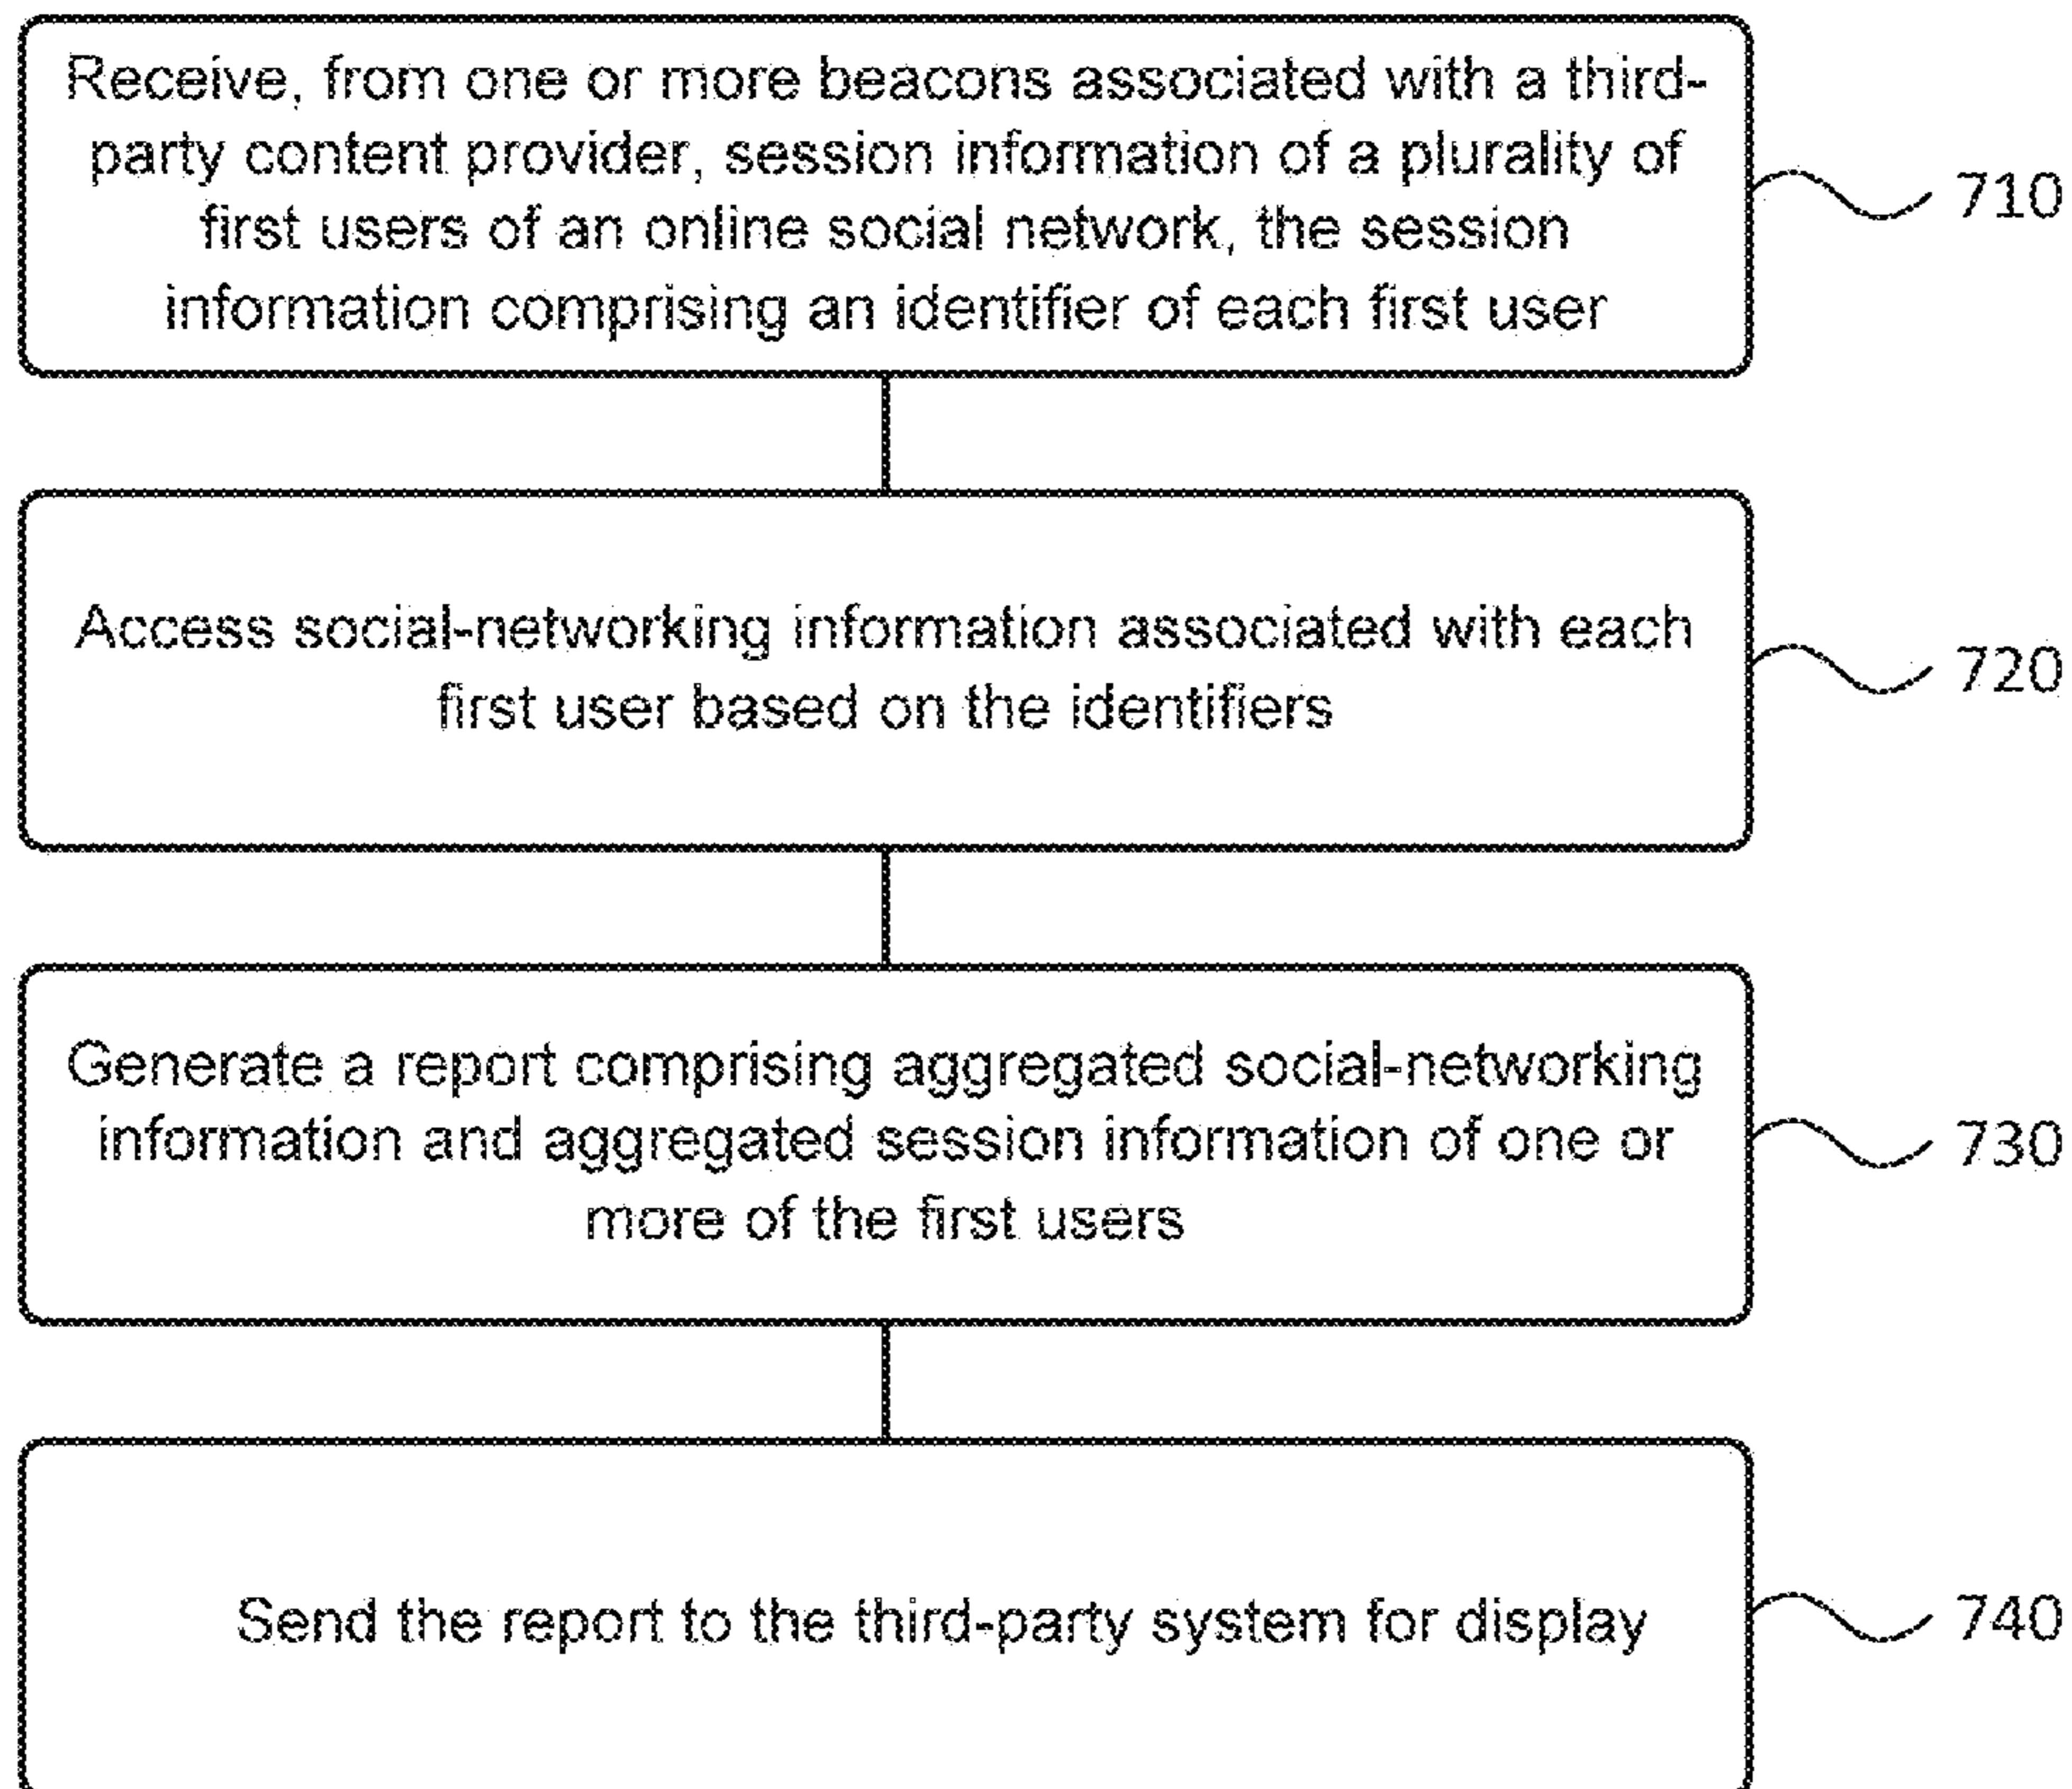 Receive, from one or more beacons associated with a third-
party content provider, session information of a plurality of
first users of an online social network, the session
information comprising an identifier of each first user
710
Access social-networking information associated with each
first user based on the identifiers
720
Generate a report comprising aggregated social-networking
information and aggregated session information of one or
more of the first users
730
Send the report to the third-party system for display
740